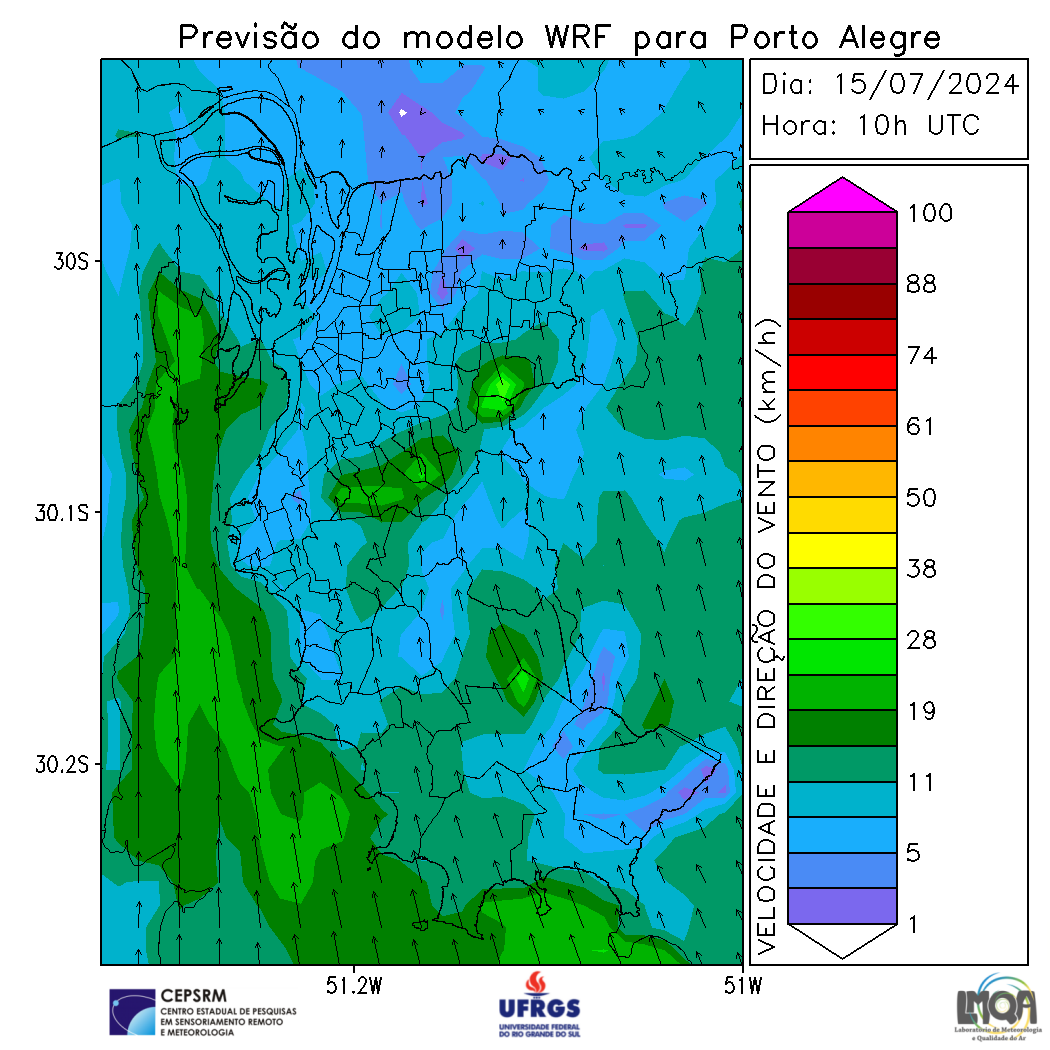 Previsão do modelo WRF para Porto Alegre
Dia: 15/07/2024
Hora: 10h UTC
30S
30.1S
30.2S
51.2W
51W
VELOCIDADE E DIREÇÃO DO VENTO (km/h)
100
88
74
61
50
38
28
19
11
5
1
CEPSRM
CENTRO ESTADUAL DE PESQUISAS
EM SENSORIAMENTO REMOTO
E METEOROLOGIA
UFRGS
UNIVERSIDADE FEDERAL
DO RIO GRANDE DO SUL
LMQA
Laboratório de Meteorologia
e Qualidade do Ar